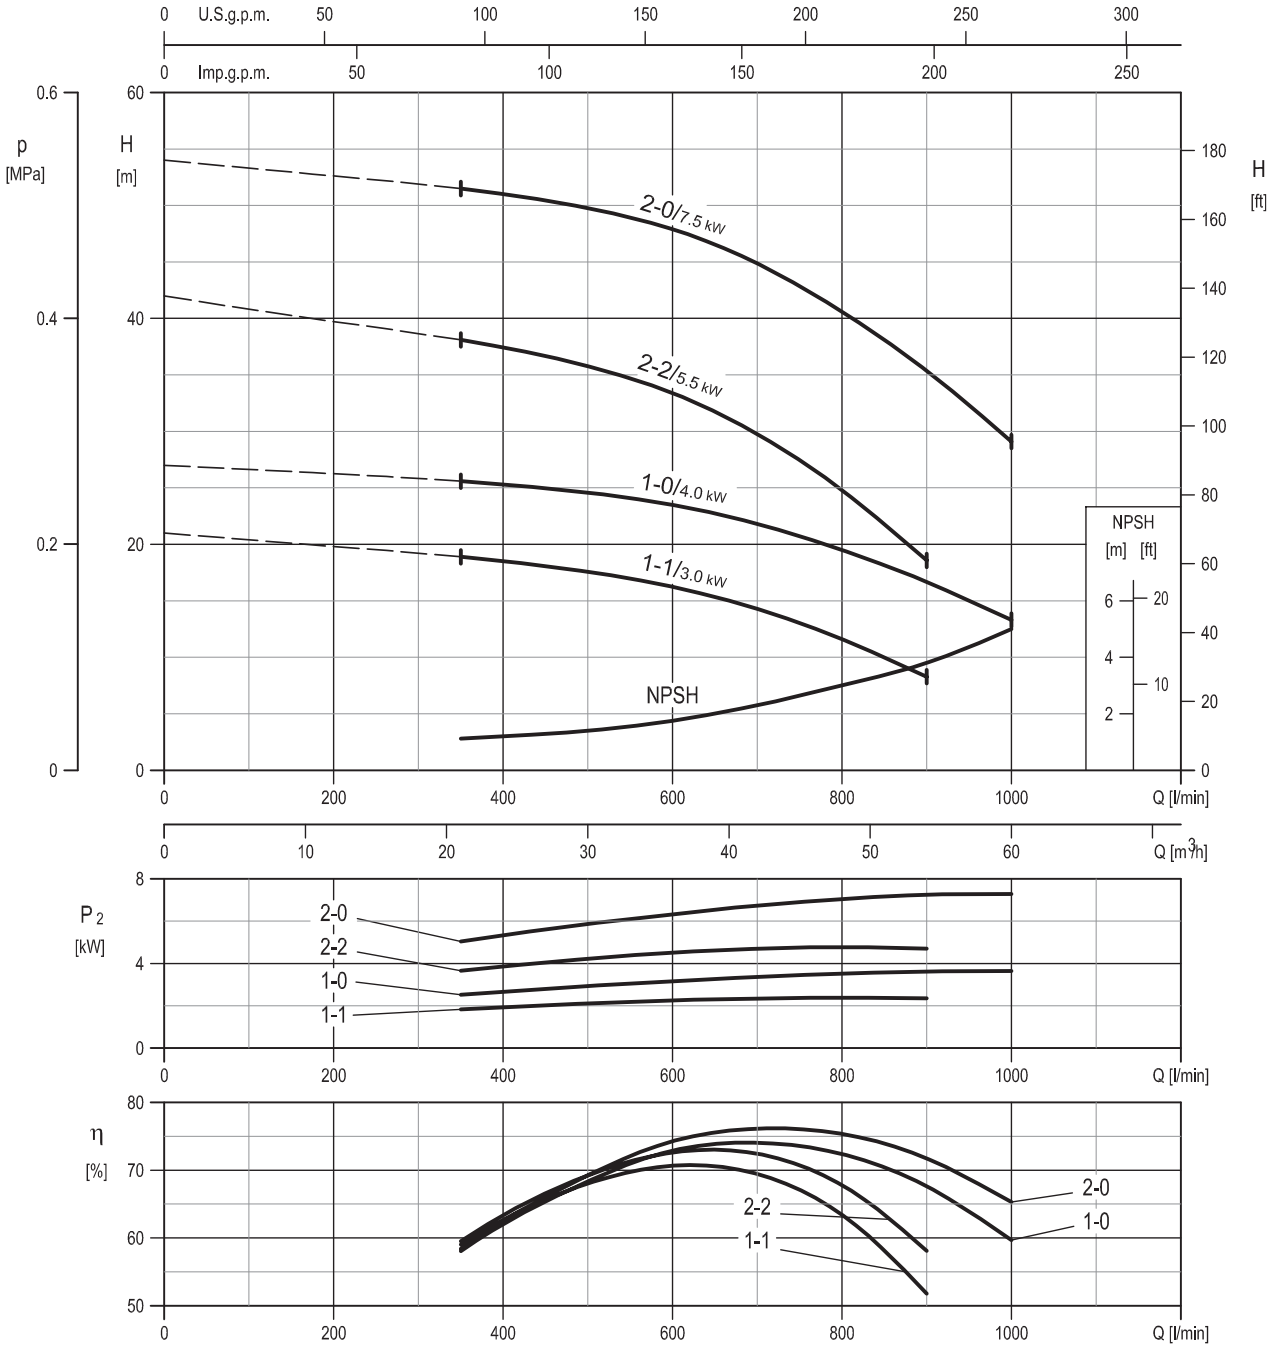 0 U.S.g.p.m. 50 100 150 200 250 300
0 Imp.g.p.m. 50 100 150 200 250
0.6 60
p
[MPa]
H
[m]
180
H
[ft]
160
2-0/7.5 kW
140
0.4 40
120
2-2/5.5 kW
100
1-0/4.0 kW
80
NPSH
[m] [ft]
0.2 20
60
1-1/3.0 kW
6 20
40
4
10
NPSH
20
2
0 0 0
0 200 400 600 800 1000 Q [l/min]
0 10 20 30 40 50 60 Q [m³/h]
8
P2
[kW]
2-0
2-2
4
1-0
1-1
0
0 200 400 600 800 1000 Q [l/min]
80
η
[%]
70
2-0
2-2
1-0
60
1-1
50
0 200 400 600 800 1000 Q [l/min]